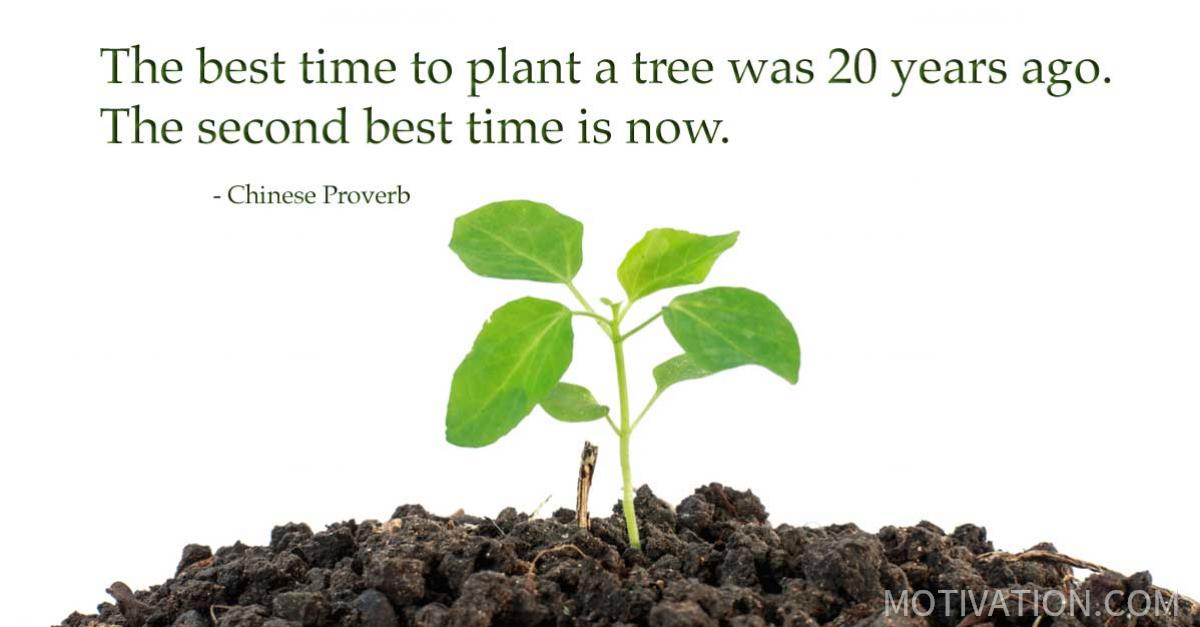 The best time to plant a tree was 20 years ago.
The second best time is now.
- Chinese Proverb
MOTIVATION.COM